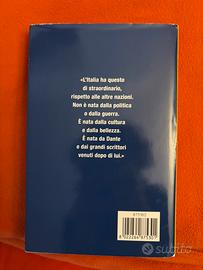 «L'Italia ha questo
di straordinario,
rispetto alle altre nazioni.
Non è nata dalla politica
o dalla guerra.
È nata dalla cultura
e dalla bellezza.
È nata da Dante
e dai grandi scrittori
venuti dopo di lui.»
subito